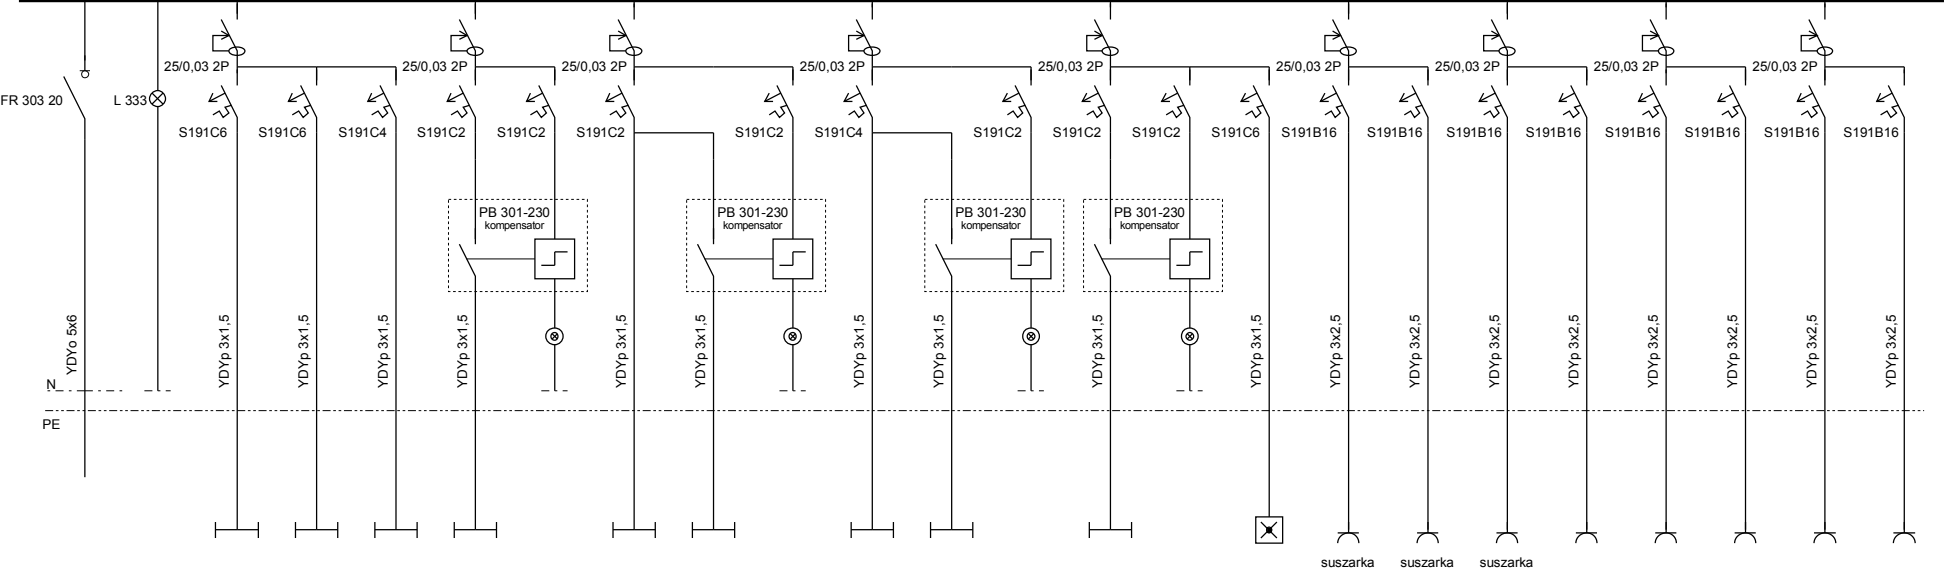 25/0,03 2P 25/0,03 2P 25/0,03 2P 25/0,03 2P 25/0,03 2P 25/0,03 2P 25/0,03 2P 25/0,03 2P 25/0,03 2P
FR 303 20 L 333
S191C6 S191C6 S191C4 S191C2 S191C2 S191C2 S191C2 S191C4 S191C2 S191C2 S191C2 S191C6 S191B16 S191B16 S191B16 S191B16 S191B16 S191B16 S191B16 S191B16
PB 301-230 PB 301-230 PB 301-230 PB 301-230
kompensator kompensator kompensator kompensator
YDYo 5x6 YDYp 3x1,5 YDYp 3x1,5 YDYp 3x1,5 YDYp 3x1,5 YDYp 3x1,5 YDYp 3x1,5 YDYp 3x1,5 YDYp 3x1,5 YDYp 3x2,5 YDYp 3x2,5 YDYp 3x2,5 YDYp 3x2,5 YDYp 3x2,5 YDYp 3x2,5 YDYp 3x2,5 YDYp 3x2,5
N
PE
suszarka suszarka suszarka